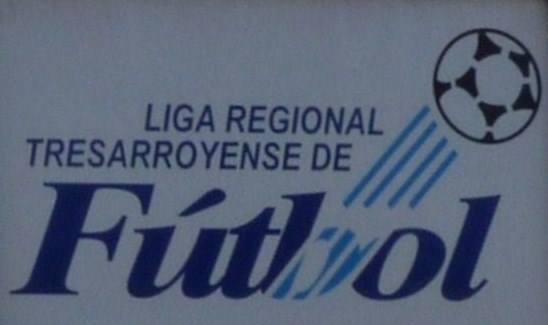 LIGA REGIONAL
TRESARROYENSE DE
Fútbol